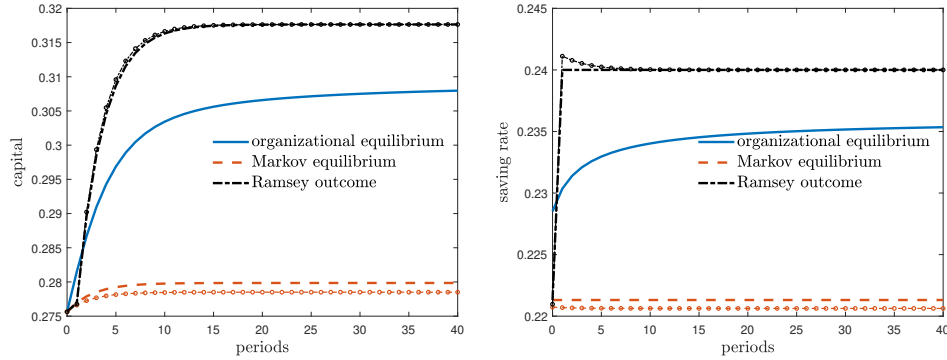 0.32
0.315
0.31
0.305
0.3
0.295
0.29
0.285
0.28
0.275
capital
0 5 10 15 20 25 30 35 40
periods
organizational equilibrium
Markov equilibrium
Ramsey outcome
0.245
0.24
0.235
0.23
0.225
0.22
saving rate
0 5 10 15 20 25 30 35 40
periods
organizational equilibrium
Markov equilibrium
Ramsey outcome